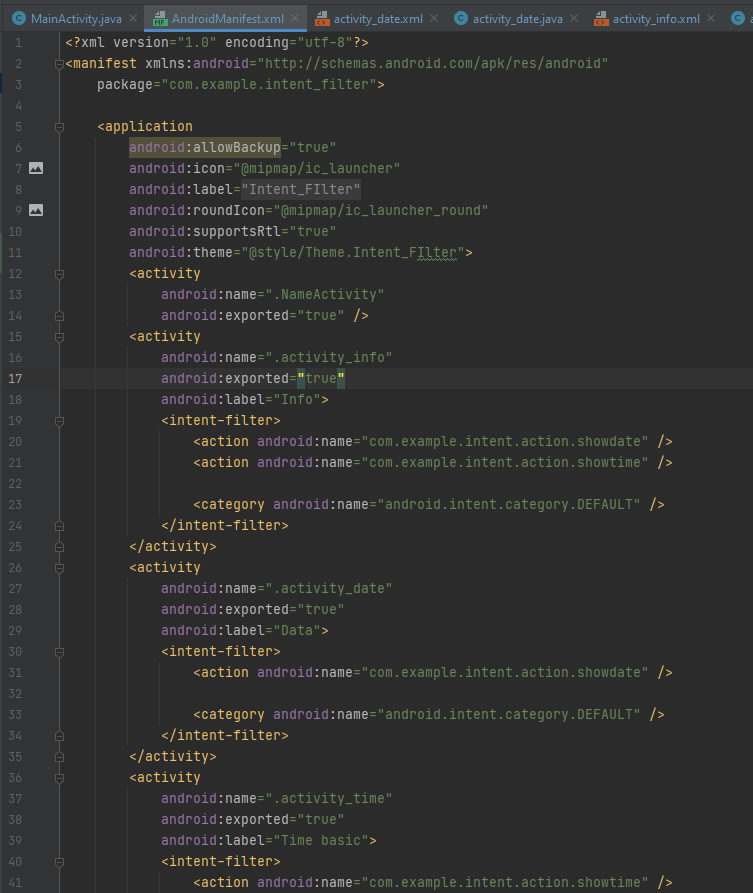 MainActivity.java AndroidManifest.xml activity_date.xml activity_date.java activity_info.xml
1 <?xml version="1.0" encoding="utf-8"?>
2 <manifest xmlns:android="http://schemas.android.com/apk/res/android"
3 package="com.example.intent_filter">
4
5 <application
6 android:allowBackup="true"
7 android:icon="@mipmap/ic_launcher"
8 android:label="Intent_FIlter"
9 android:roundIcon="@mipmap/ic_launcher_round"
10 android:supportsRtl="true"
11 android:theme="@style/Theme.Intent_FIlter">
12 <activity
13 android:name=".NameActivity"
14 android:exported="true" />
15 <activity
16 android:name=".activity_info"
17 android:exported="true"
18 android:label="Info">
19 <intent-filter>
20 <action android:name="com.example.intent.action.showdate" />
21 <action android:name="com.example.intent.action.showtime" />
22
23 <category android:name="android.intent.category.DEFAULT" />
24 </intent-filter>
25 </activity>
26 <activity
27 android:name=".activity_date"
28 android:exported="true"
29 android:label="Data">
30 <intent-filter>
31 <action android:name="com.example.intent.action.showdate" />
32
33 <category android:name="android.intent.category.DEFAULT" />
34 </intent-filter>
35 </activity>
36 <activity
37 android:name=".activity_time"
38 android:exported="true"
39 android:label="Time basic">
40 <intent-filter>
41 <action android:name="com.example.intent.action.showtime" />